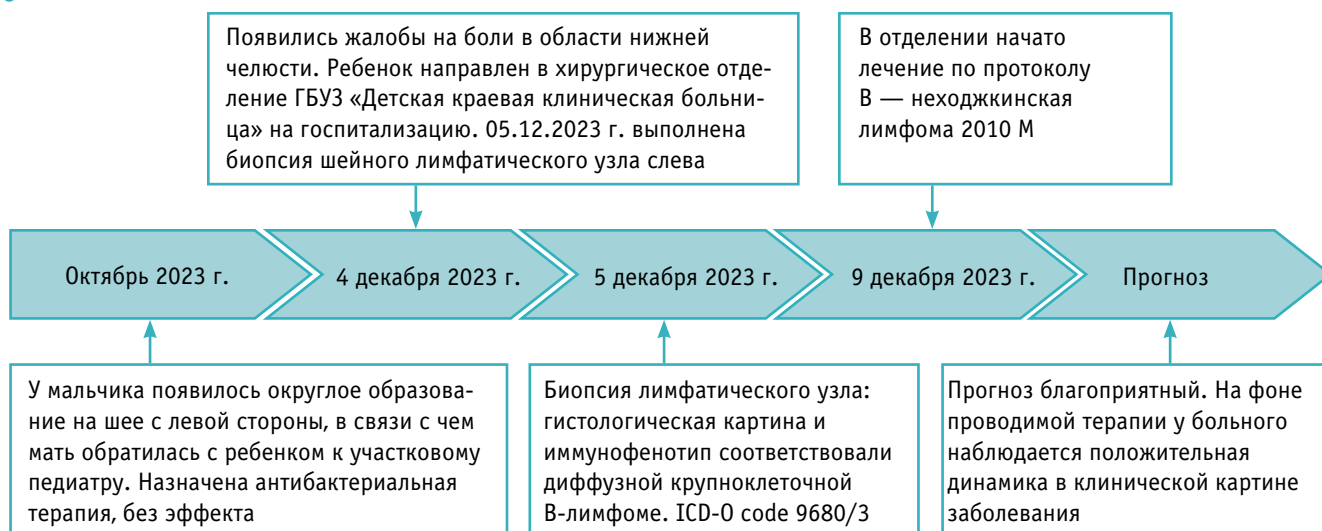 Появились жалобы на боли в области нижней
челюсти. Ребенок направлен в хирургическое отде-
ление ГБУЗ «Детская краевая клиническая больни-
ца» на госпитализацию. 05.12.2023 г. выполнена
биопсия шейного лимфатического узла слева
В отделении начато
лечение по протоколу
В — неходжкинская
лимфома 2010 М
Октябрь 2023 г.
4 декабря 2023 г.
5 декабря 2023 г.
9 декабря 2023 г.
Прогноз
У мальчика появилось округлое образова-
ние на шее с левой стороны, в связи с чем
мать обратилась с ребенком к участковому
педиатру. Назначена антибактериальная
терапия, без эффекта
Биопсия лимфатического узла:
гистологическая картина и
иммунофенотип соответствовали
диффузной крупноклеточной
В-лимфоме. ICD-O code 9680/3
Прогноз благоприятный. На фоне
проводимой терапии у больного
наблюдается положительная
динамика в клинической картине
заболевания